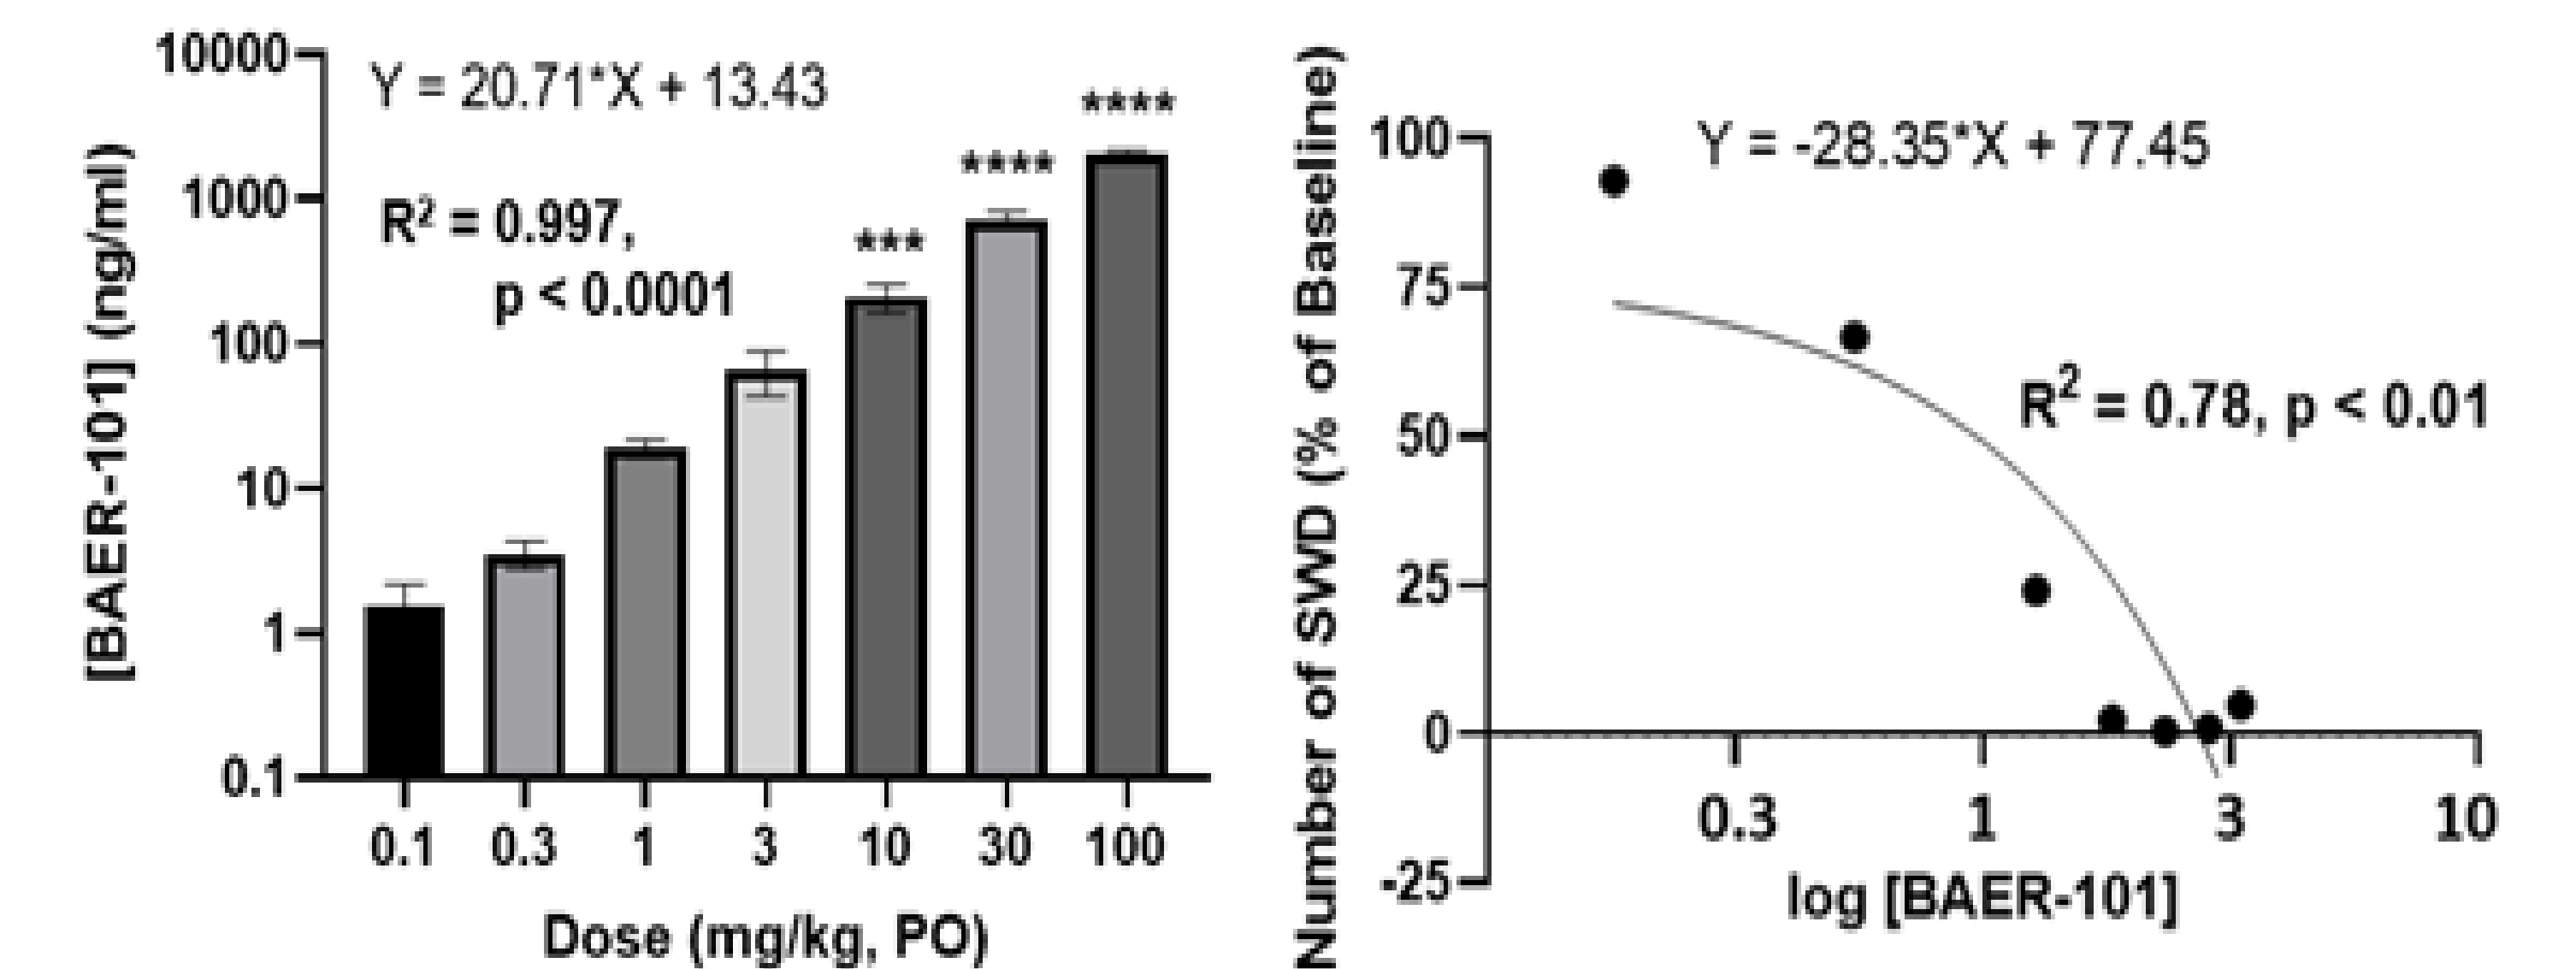 [BAER-101] (ng/ml)
10000
1000
100
10
1
0.1
Y = 20.71*X + 13.43
R² = 0.997,
p < 0.0001
***
****
****
0.1 0.3 1 3 10 30 100
Dose (mg/kg, PO)
Number of SWD (% of Baseline)
100
75
50
25
0
-25
Y = -28.35*X + 77.45
R² = 0.78, p < 0.01
0.3 1 3 10
log [BAER-101]